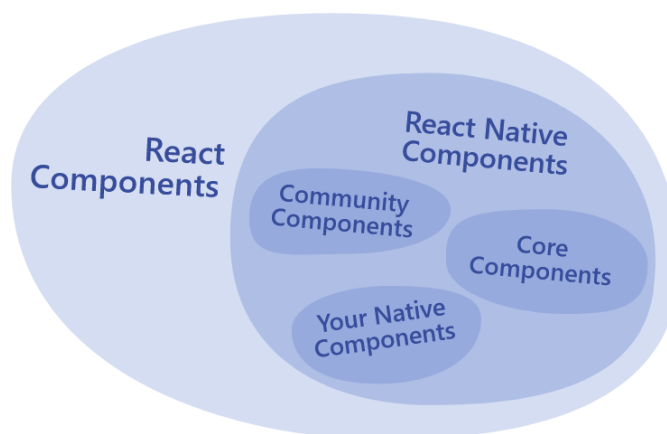 React
Components
React Native
Components
Community
Components
Core
Components
Your Native
Components